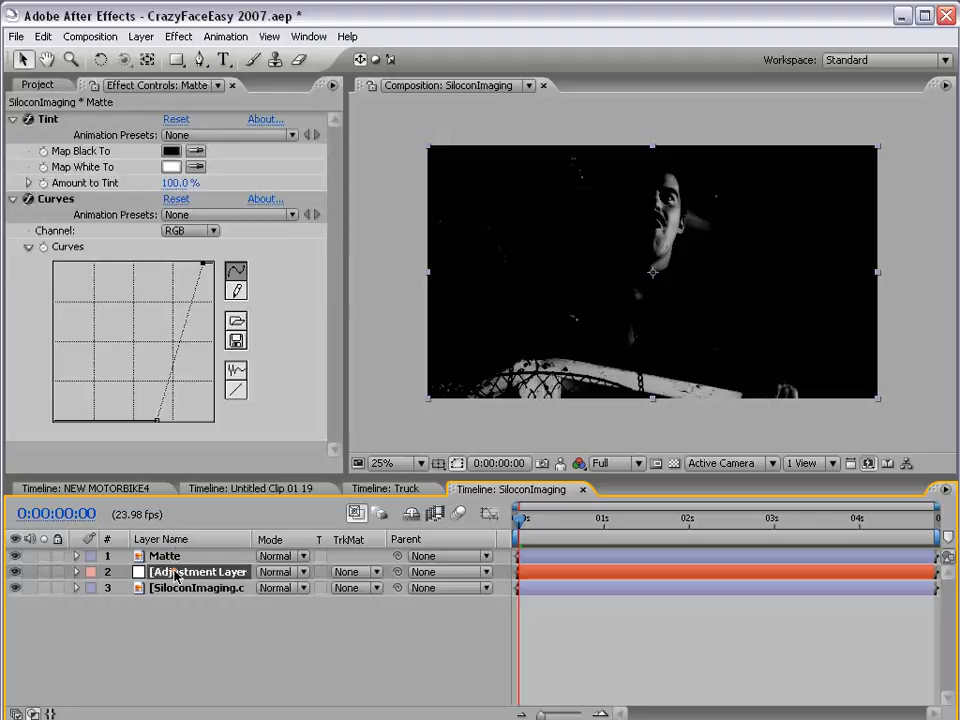 Adobe After Effects - CrazyFaceEasy 2007.aep *
File Edit Composition Layer Effect Animation View Window Help
Workspace: Standard
Project Effect Controls: Matte
Composition: SiloconImaging
SiloconImaging * Matte
Tint Reset About...
Animation Presets: None
Map Black To
Map White To
Amount to Tint 100.0 %
Curves Reset About...
Animation Presets: None
Channel: RGB
Curves
25% 0:00:00:00 Full Active Camera 1 View
Timeline: NEW MOTORBIKE4 Timeline: Untitled Clip 01 19 Timeline: Truck Timeline: SiloconImaging
0:00:00:00 (23.98 fps)
# Layer Name Mode T TrkMat Parent
01s 02s 03s 04s
1 Matte Normal None
2 [Adjustment Layer Normal None None
3 [SiloconImaging.c Normal None None